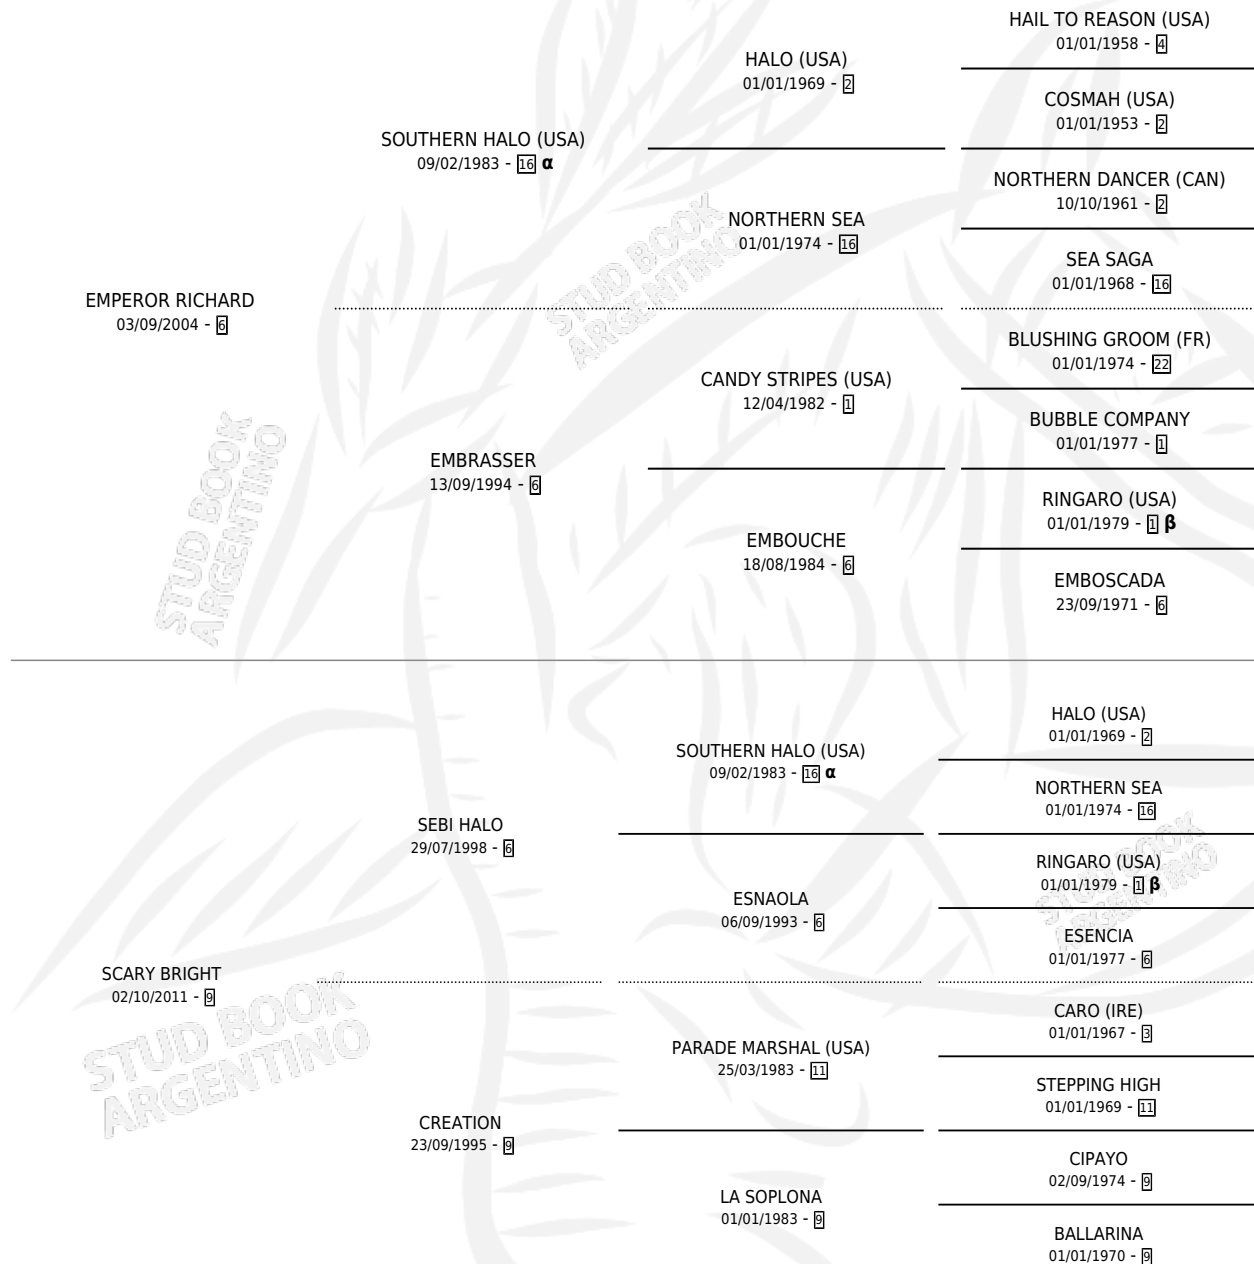 HAIL TO REASON (USA)
01/01/1958 - 4
HALO (USA)
01/01/1969 - 2
COSMAH (USA)
01/01/1953 - 2
SOUTHERN HALO (USA)
09/02/1983 - 16 α
NORTHERN DANCER (CAN)
10/10/1961 - 2
NORTHERN SEA
01/01/1974 - 16
SEA SAGA
01/01/1968 - 16
EMPEROR RICHARD
03/09/2004 - 6
BLUSHING GROOM (FR)
01/01/1974 - 22
CANDY STRIPES (USA)
12/04/1982 - 1
BUBBLE COMPANY
01/01/1977 - 1
EMBRASSER
13/09/1994 - 6
RINGARO (USA)
01/01/1979 - 1 β
EMBOUCHE
18/08/1984 - 6
EMBOSCADA
23/09/1971 - 6
STUD BOOK
ARGENTINO
STUD BOOK
ARGENTINO
HALO (USA)
01/01/1969 - 2
SOUTHERN HALO (USA)
09/02/1983 - 16 α
NORTHERN SEA
01/01/1974 - 16
SEBI HALO
29/07/1998 - 6
RINGARO (USA)
01/01/1979 - 1 β
ESNAOLA
06/09/1993 - 6
ESENCIA
01/01/1977 - 6
SCARY BRIGHT
02/10/2011 - 9
CARO (IRE)
01/01/1967 - 3
PARADE MARSHAL (USA)
25/03/1983 - 11
STEPPING HIGH
01/01/1969 - 11
CREATION
23/09/1995 - 9
CIPAYO
02/09/1974 - 9
LA SOPLONA
01/01/1983 - 9
BALLARINA
01/01/1970 - 9
STUD BOOK
ARGENTINO
STUD BOOK
ARGENTINO